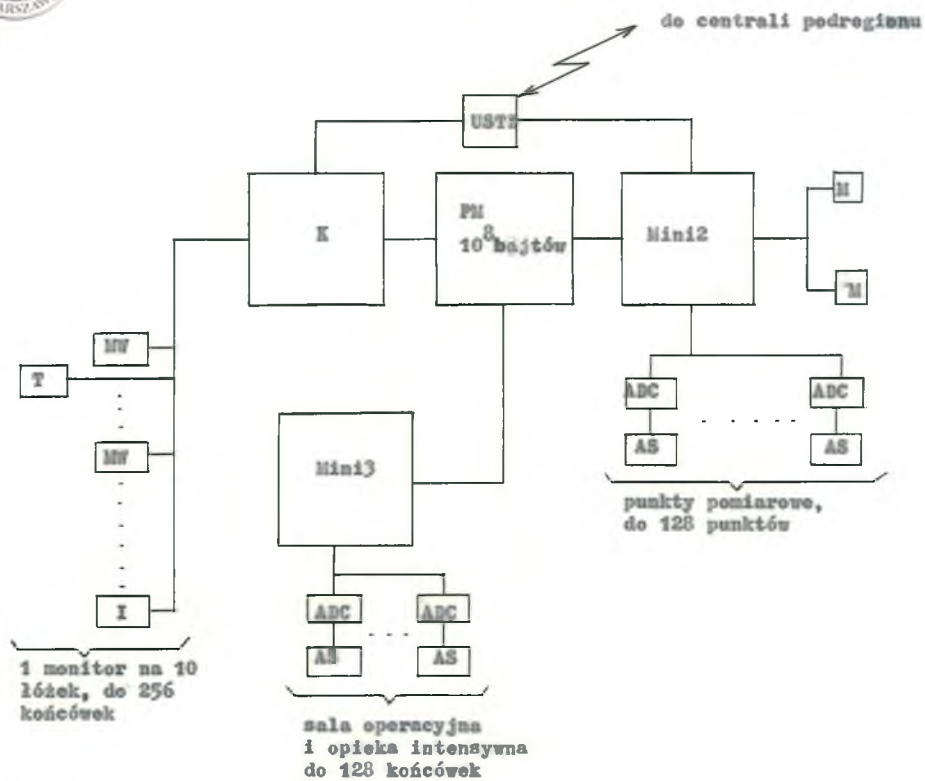 WARSZAW
do centrali podregionu
K
PM
10⁸ bajtów
Mini2
M
M
MW
T
MW
I
1 monitor na 10
łóżek, do 256
końcówek
Mini3
ADC ADC
AS AS
sala operacyjna
i opieka intensywna
do 128 końcówek
ADC ADC
AS AS
punkty pomiarowe,
do 128 punktów